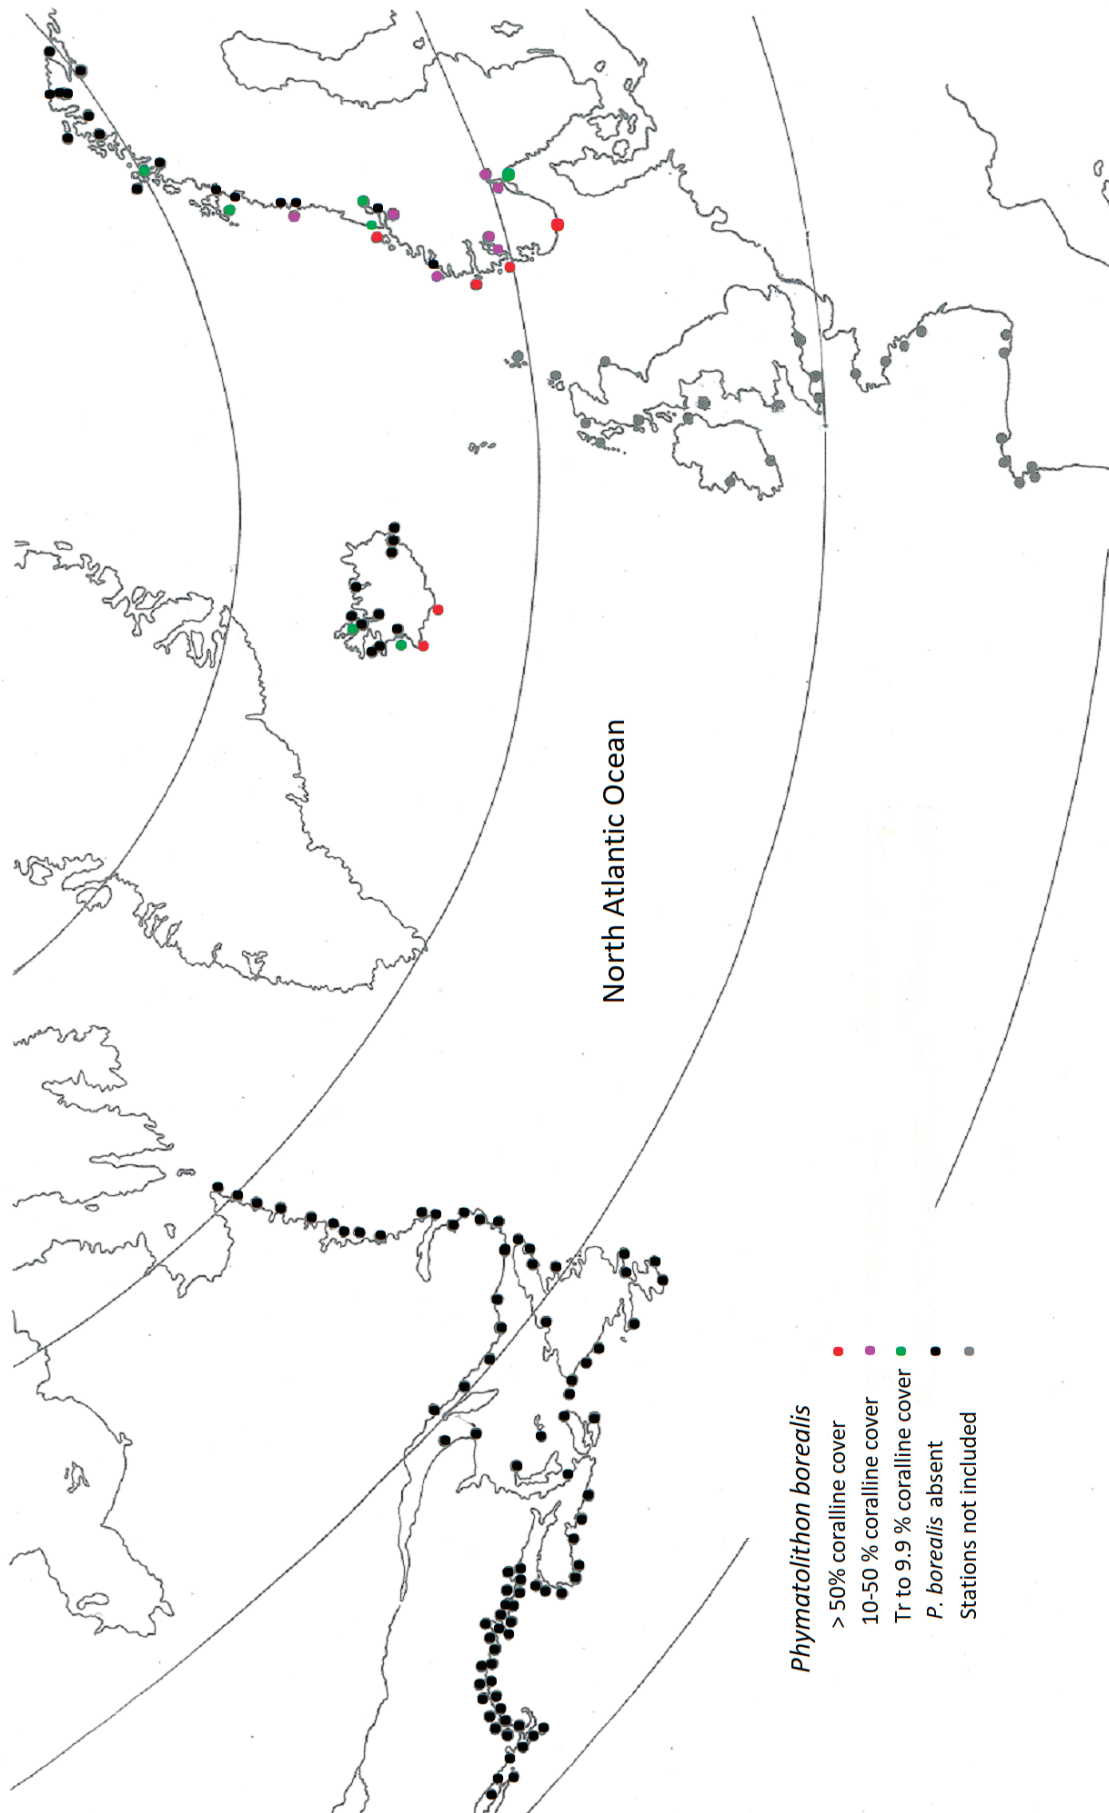 North Atlantic Ocean
Phymatolithon borealis
> 50% coralline cover
10-50 % coralline cover
Tr to 9.9 % coralline cover
P. borealis absent
Stations not included